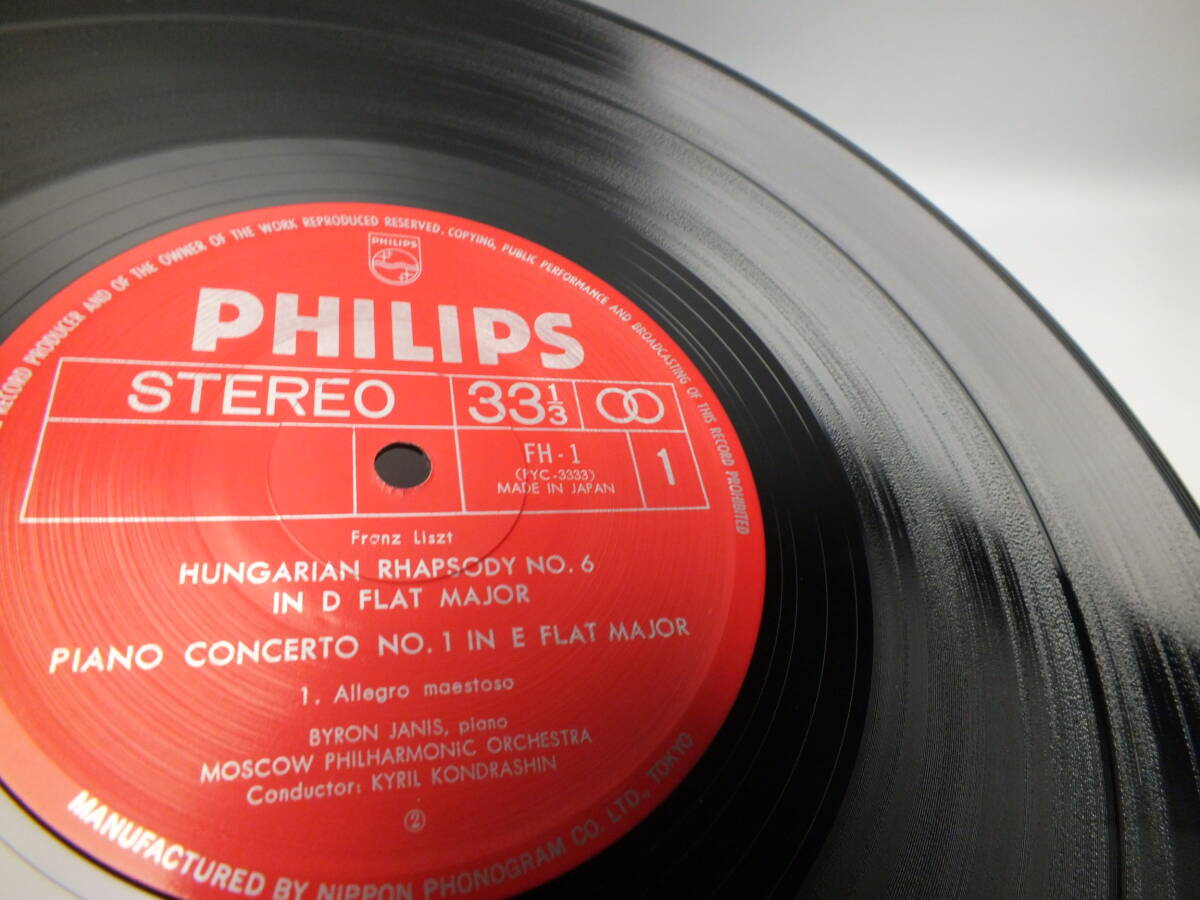 RECORD PRODUCER AND OF THE OWNER OF THE WORK REPRODUCED RESERVED. COPYING, PUBLIC PERFORMANCE AND BROADCASTING OF THIS RECORD PROHIBITED
PHILIPS
PHILIPS
STEREO 33 1/3
FH-1 1
(PYC-3333)
MADE IN JAPAN
Franz Liszt
HUNGARIAN RHAPSODY NO. 6
IN D FLAT MAJOR
PIANO CONCERTO NO. 1 IN E FLAT MAJOR
1. Allegro maestoso
BYRON JANIS, piano
MOSCOW PHILHARMONIC ORCHESTRA
Conductor: KYRIL KONDRASHIN
②
MANUFACTURED BY NIPPON PHONOGRAM CO. LTD., TOKYO